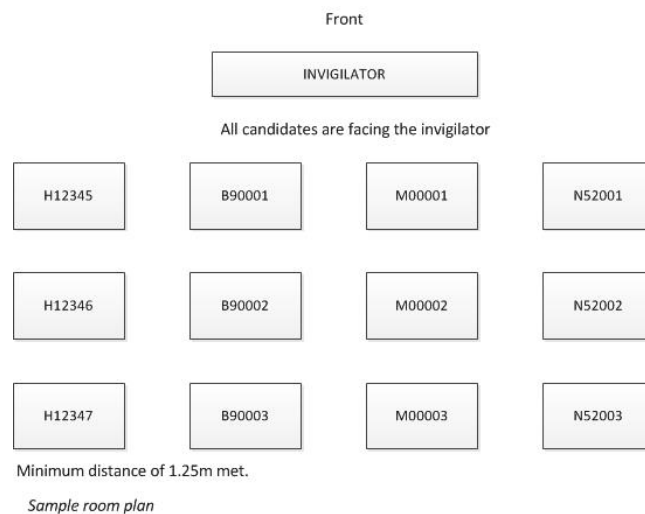 Front
INVIGILATOR
All candidates are facing the invigilator
H12345 B90001 M00001 N52001
H12346 B90002 M00002 N52002
H12347 B90003 M00003 N52003
Minimum distance of 1.25m met.
Sample room plan